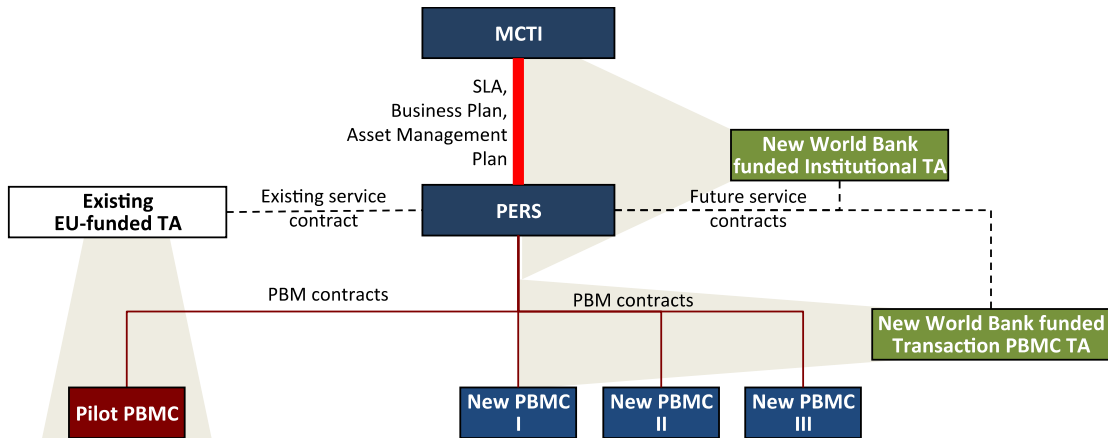 MCTI
SLA,
Business Plan,
Asset Management
Plan
New World Bank
funded Institutional TA
Existing
EU-funded TA
Existing service
contract
PERS
Future service
contracts
PBM contracts
PBM contracts
New World Bank funded
Transaction PBMC TA
Pilot PBMC
New PBMC
I
New PBMC
II
New PBMC
III